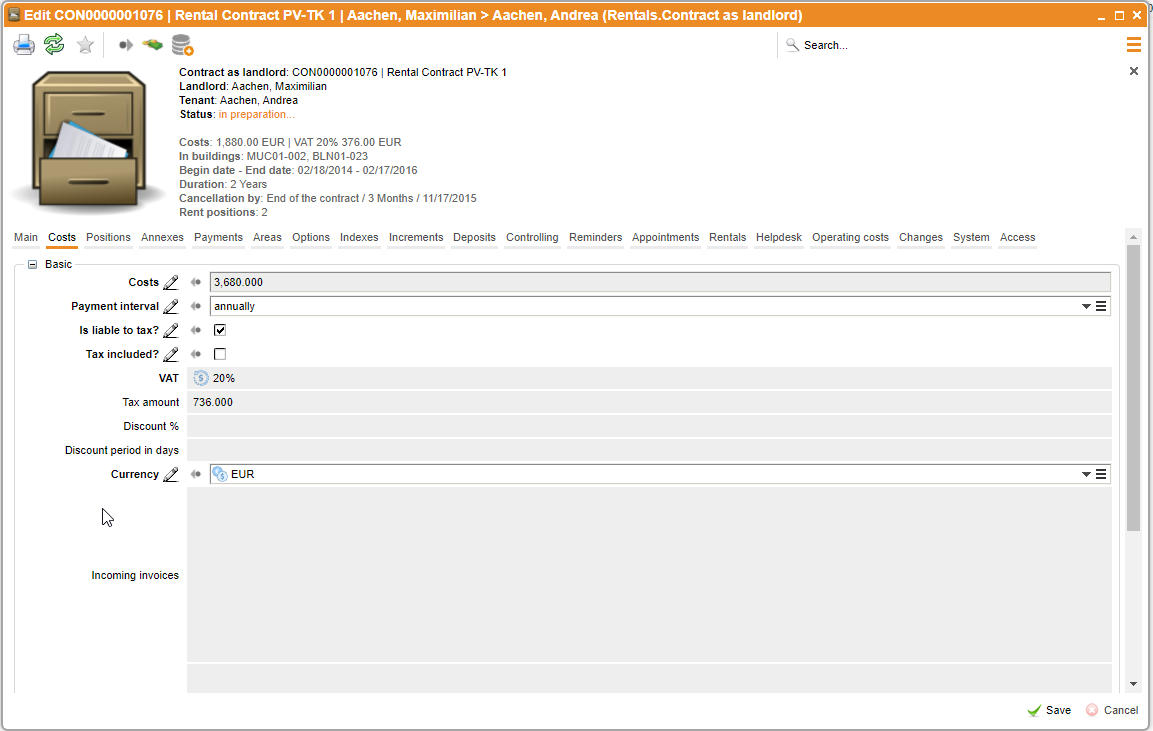 Edit CON0000001076 | Rental Contract PV-TK 1 | Aachen, Maximilian > Aachen, Andrea (Rentals.Contract as landlord)
Search...
Contract as landlord: CON0000001076 | Rental Contract PV-TK 1
Landlord: Aachen, Maximilian
Tenant: Aachen, Andrea
Status: in preparation...
Costs: 1,880.00 EUR | VAT 20% 376.00 EUR
In buildings: MUC01-002, BLN01-023
Begin date - End date: 02/18/2014 - 02/17/2016
Duration: 2 Years
Cancellation by: End of the contract / 3 Months / 11/17/2015
Rent positions: 2
Main Costs Positions Annexes Payments Areas Options Indexes Increments Deposits Controlling Reminders Appointments Rentals Helpdesk Operating costs Changes System Access
Basic
Costs 3,680.000
Payment interval annually
Is liable to tax?
Tax included?
VAT 20%
Tax amount 736.000
Discount %
Discount period in days
Currency EUR
Incoming invoices
Save Cancel